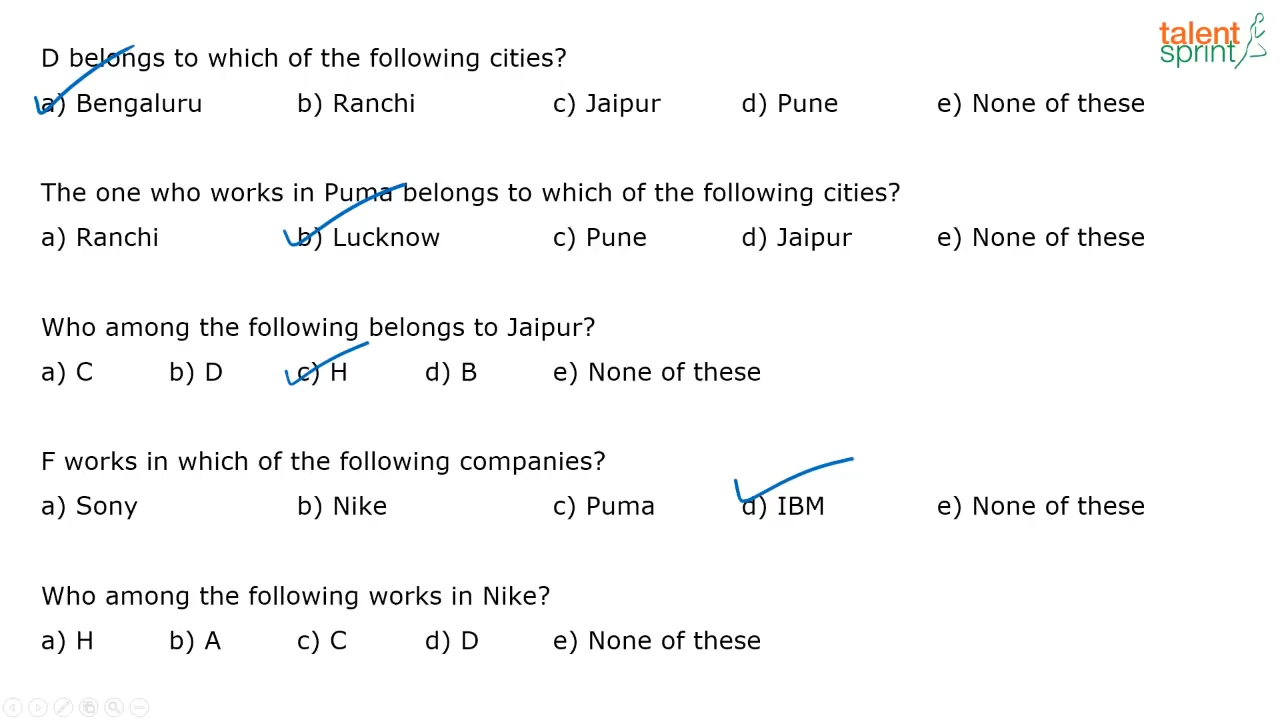 talent
sprint
D belongs to which of the following cities?
a) Bengaluru b) Ranchi c) Jaipur d) Pune e) None of these
The one who works in Puma belongs to which of the following cities?
a) Ranchi b) Lucknow c) Pune d) Jaipur e) None of these
Who among the following belongs to Jaipur?
a) C b) D c) H d) B e) None of these
F works in which of the following companies?
a) Sony b) Nike c) Puma d) IBM e) None of these
Who among the following works in Nike?
a) H b) A c) C d) D e) None of these